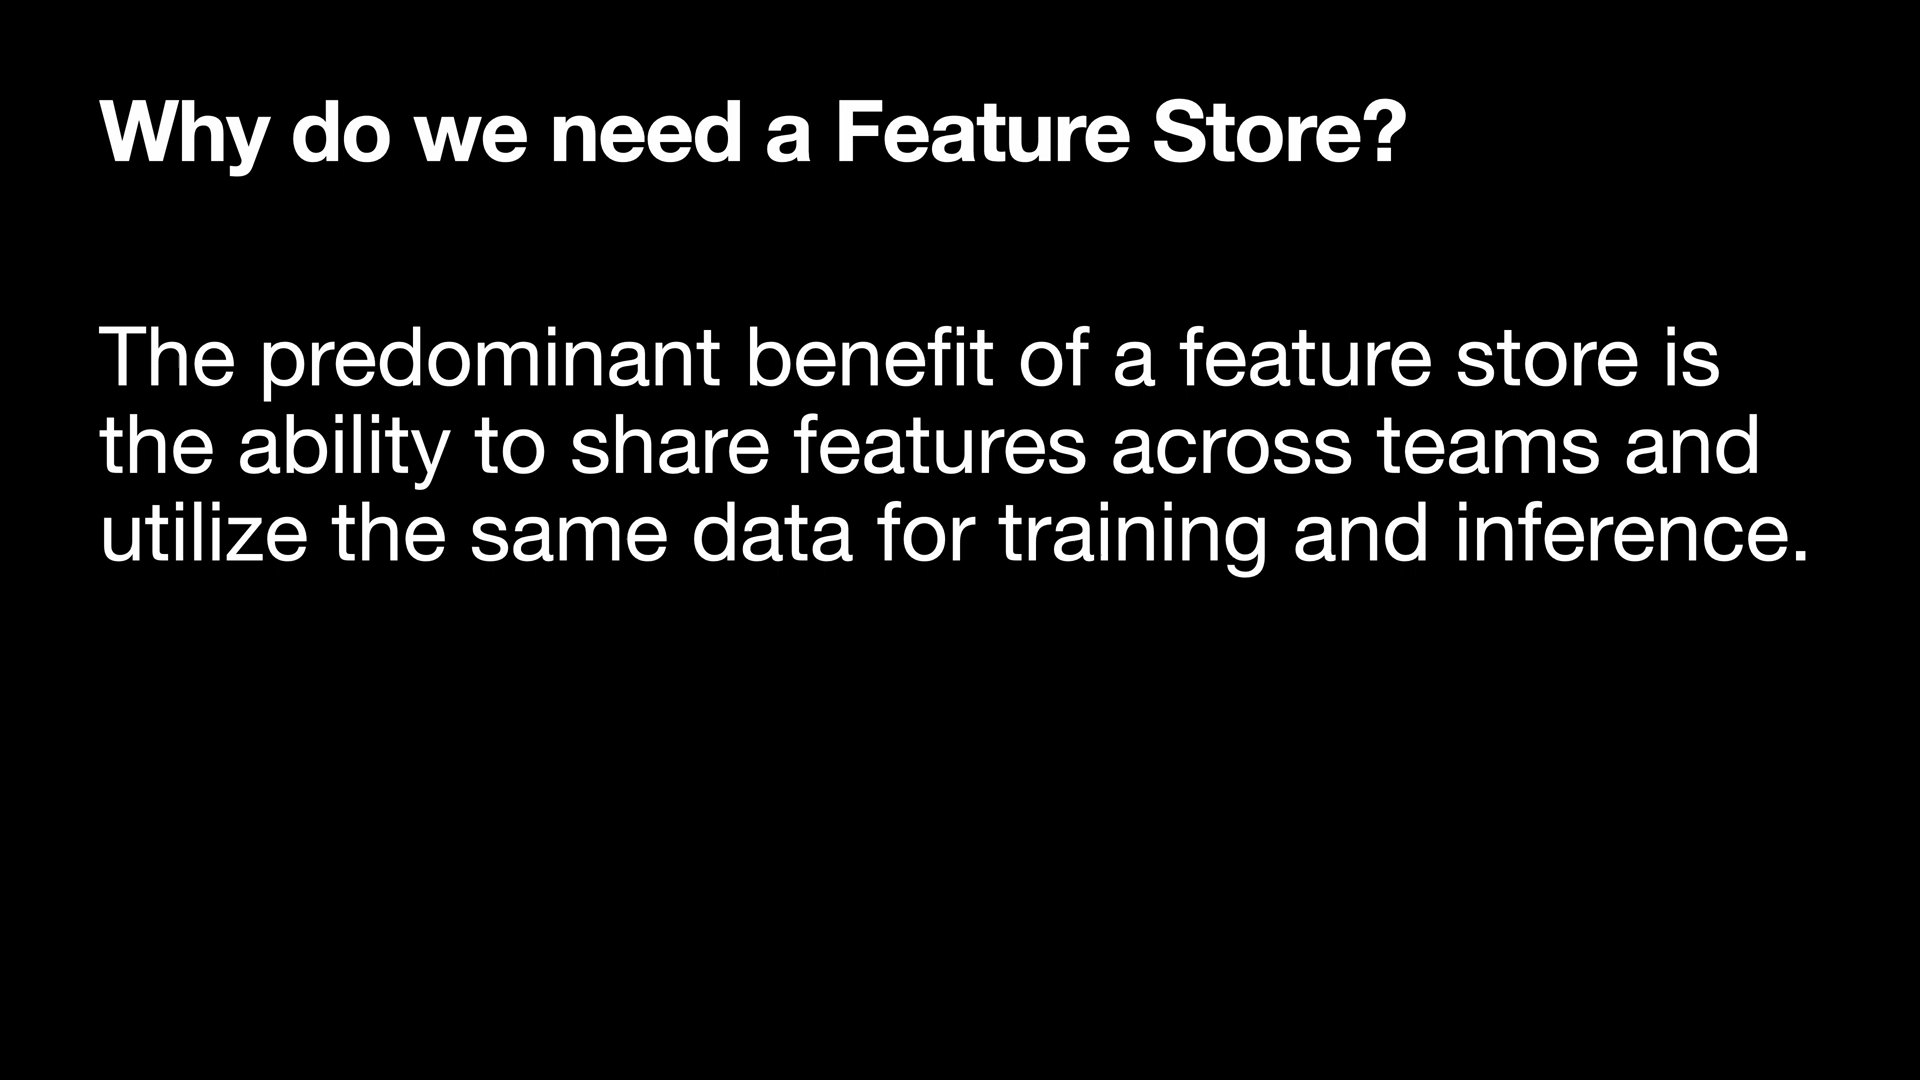 Why do we need a Feature Store?
The predominant benefit of a feature store is
the ability to share features across teams and
utilize the same data for training and inference.